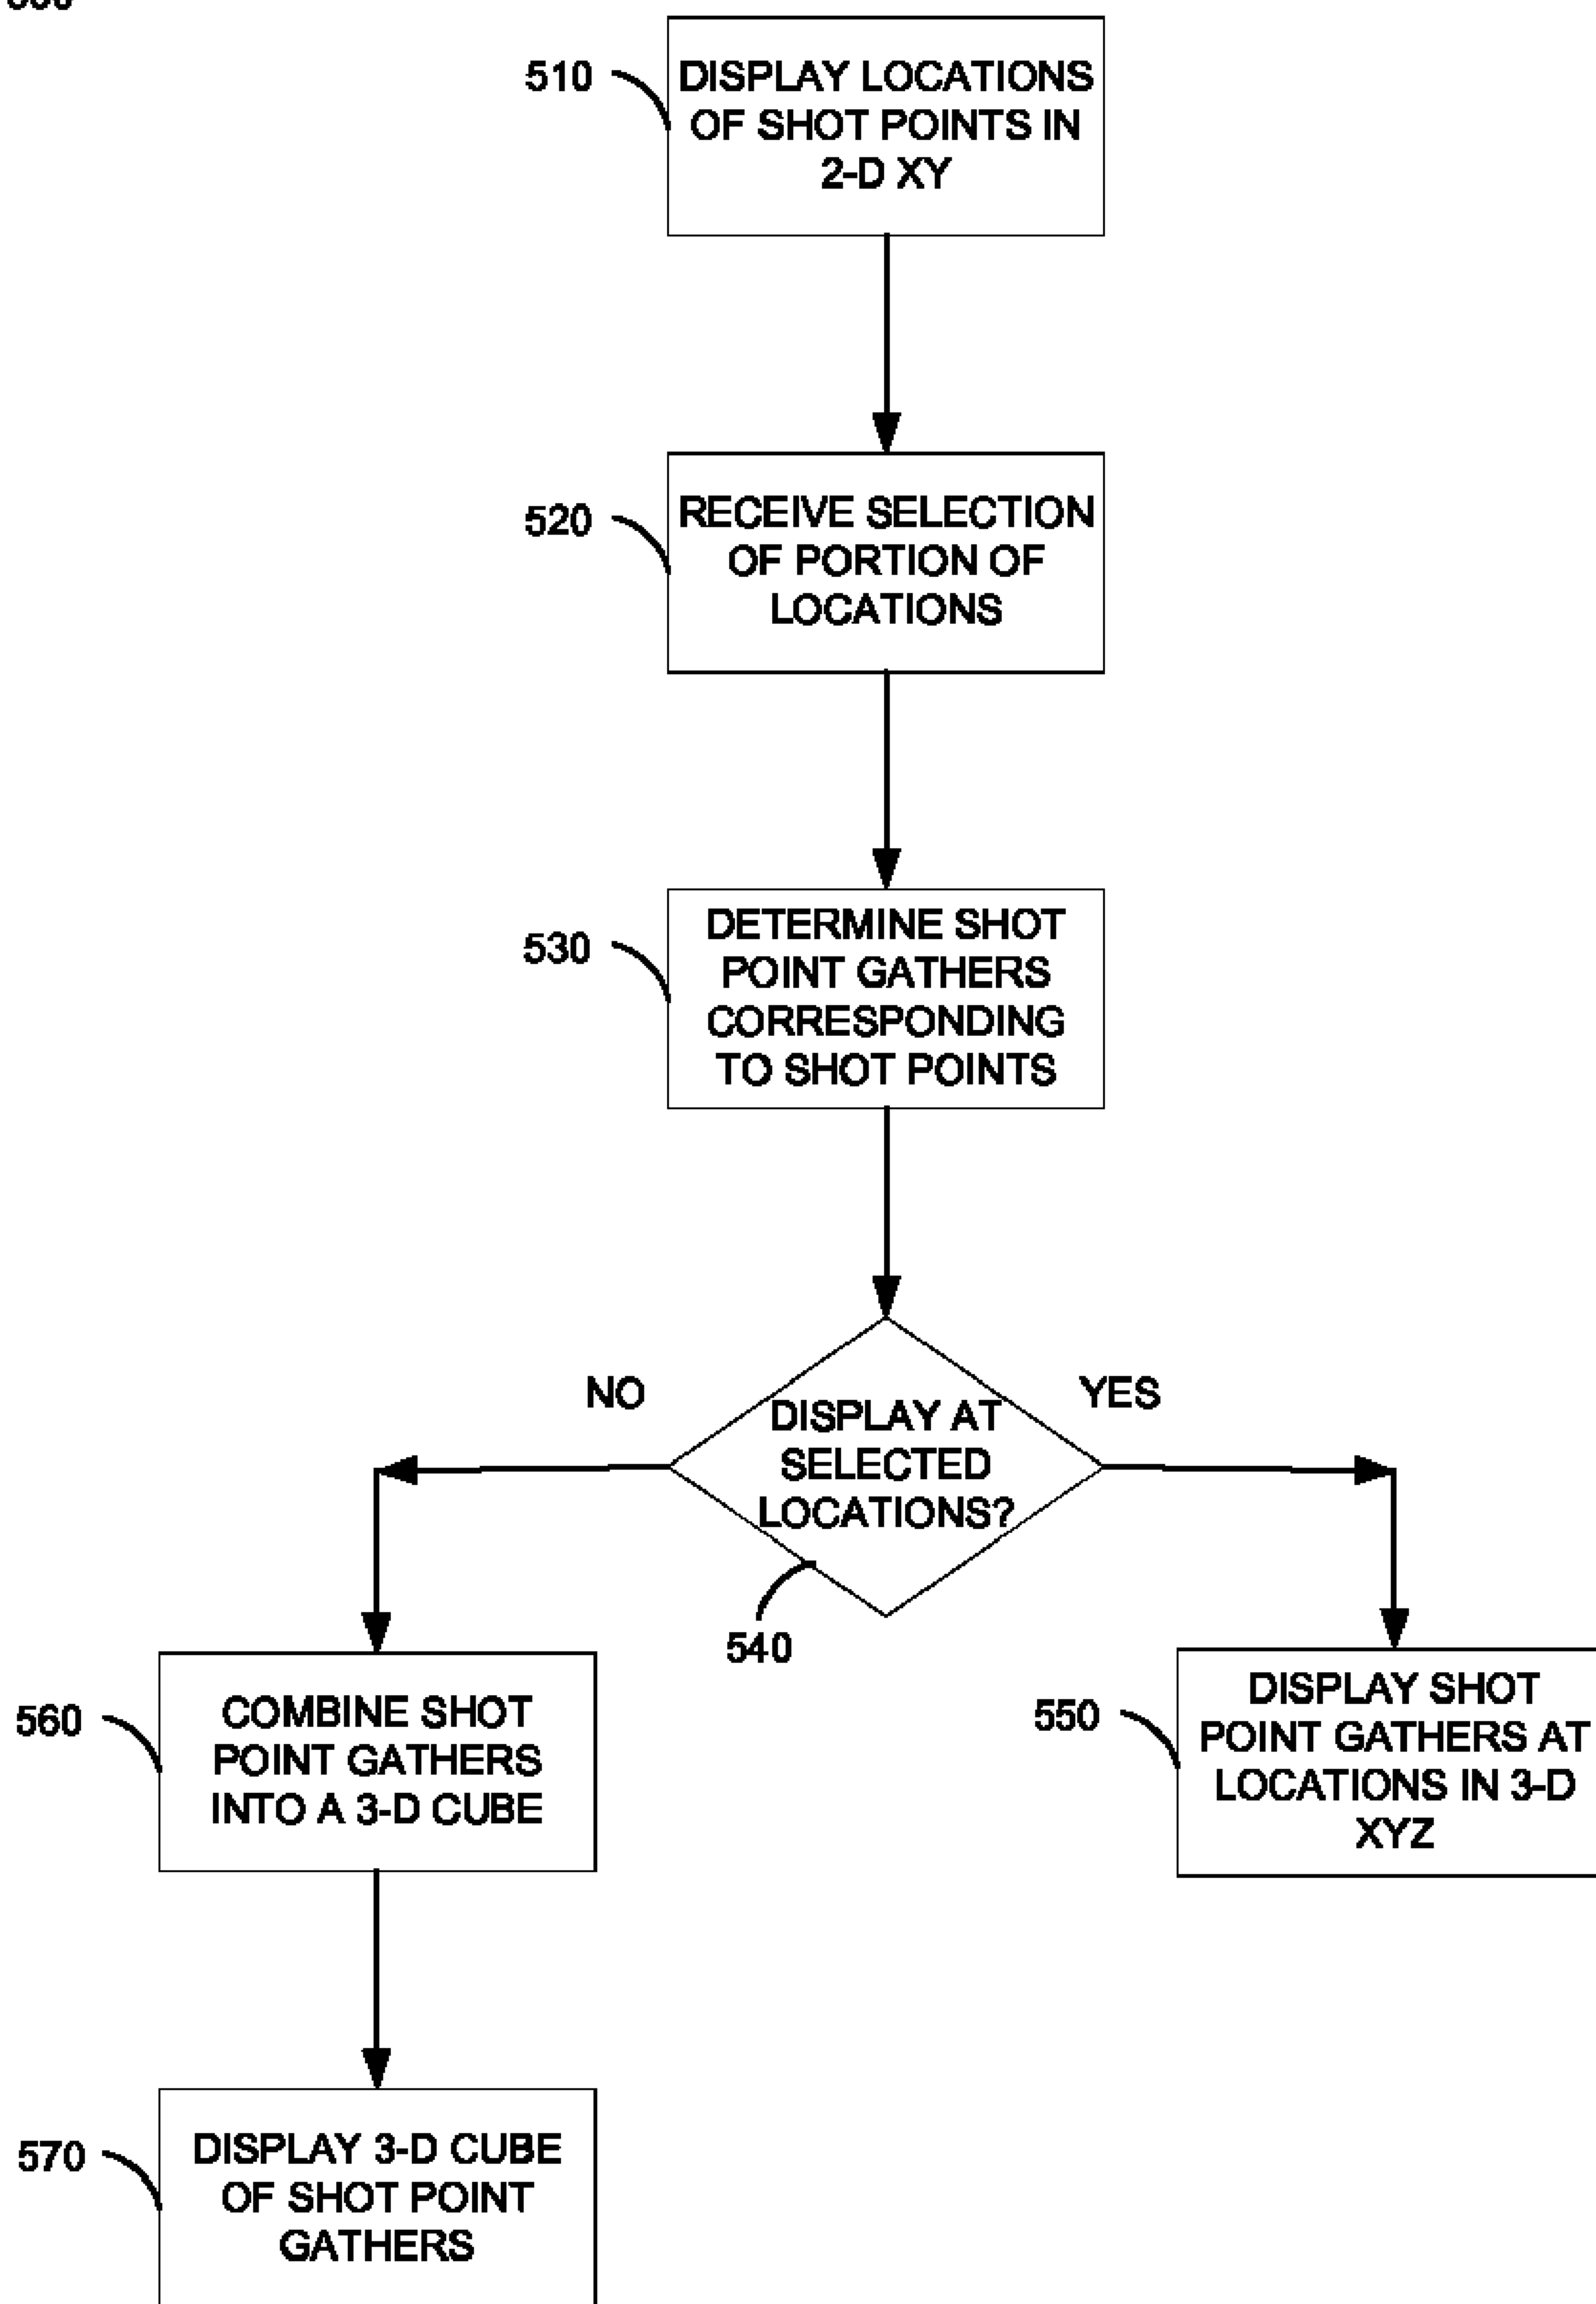 510
DISPLAY LOCATIONS
OF SHOT POINTS IN
2-D XY
520
RECEIVE SELECTION
OF PORTION OF
LOCATIONS
530
DETERMINE SHOT
POINT GATHERS
CORRESPONDING
TO SHOT POINTS
NO
YES
DISPLAY AT
SELECTED
LOCATIONS?
540
560
COMBINE SHOT
POINT GATHERS
INTO A 3-D CUBE
550
DISPLAY SHOT
POINT GATHERS AT
LOCATIONS IN 3-D
XYZ
570
DISPLAY 3-D CUBE
OF SHOT POINT
GATHERS